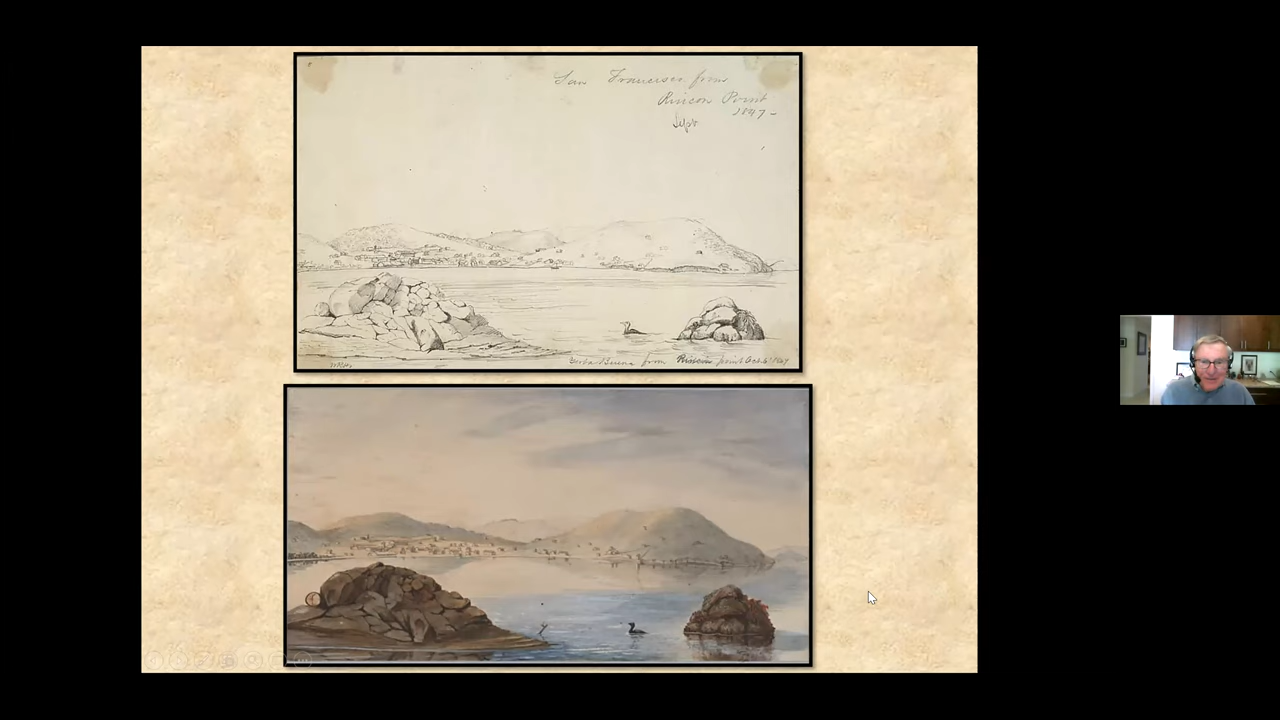 San Francisco from
Rincon Point
1847 -
Sept
Yerba Buena from Rincon point Oct 6 1847